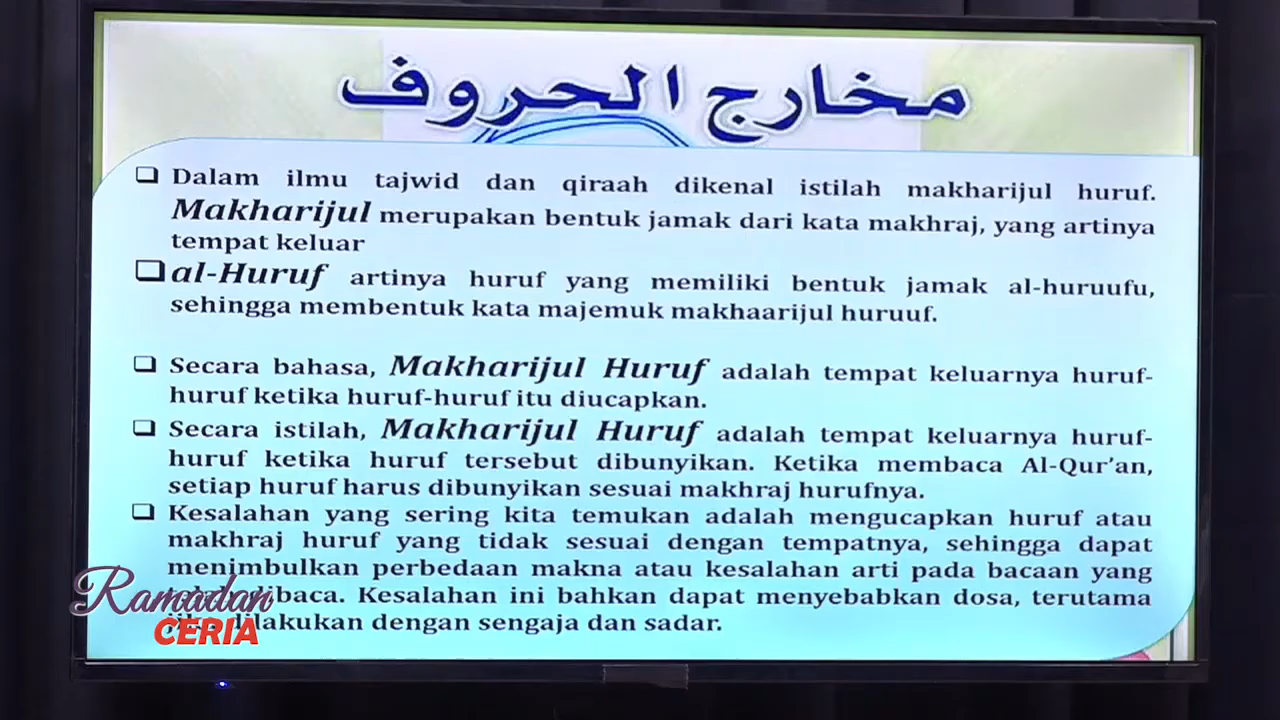 مخارج الحروف
❑ Dalam ilmu tajwid dan qiraah dikenal istilah makharijul huruf.
Makharijul merupakan bentuk jamak dari kata makhraj, yang artinya
tempat keluar
❑ al-Huruf artinya huruf yang memiliki bentuk jamak al-huruufu,
sehingga membentuk kata majemuk makhaarijul huruuf.
❑ Secara bahasa, Makharijul Huruf adalah tempat keluarnya huruf-
huruf ketika huruf-huruf itu diucapkan.
❑ Secara istilah, Makharijul Huruf adalah tempat keluarnya huruf-
huruf ketika huruf tersebut dibunyikan. Ketika membaca Al-Qur’an,
setiap huruf harus dibunyikan sesuai makhraj hurufnya.
❑ Kesalahan yang sering kita temukan adalah mengucapkan huruf atau
makhraj huruf yang tidak sesuai dengan tempatnya, sehingga dapat
menimbulkan perbedaan makna atau kesalahan arti pada bacaan yang
dibaca. Kesalahan ini bahkan dapat menyebabkan dosa, terutama
dilakukan dengan sengaja dan sadar.
Ramadan
CERIA